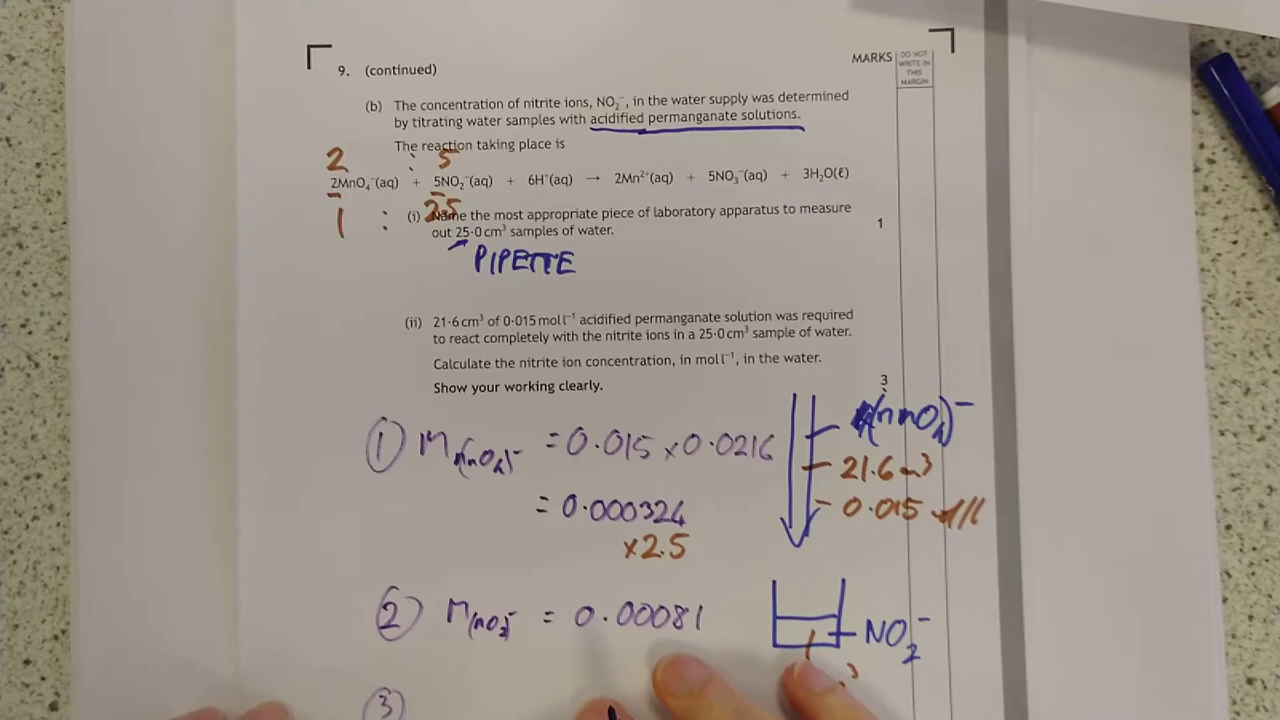 MARKS
DO NOT
WRITE IN
THIS
MARGIN
9. (continued)
(b) The concentration of nitrite ions, NO₂⁻, in the water supply was determined
by titrating water samples with acidified permanganate solutions.
The reaction taking place is
2 : 5
2MnO₄⁻(aq) + 5NO₂⁻(aq) + 6H⁺(aq) → 2Mn²⁺(aq) + 5NO₃⁻(aq) + 3H₂O(ℓ)
1 : 2.5
(i) Name the most appropriate piece of laboratory apparatus to measure
out 25·0 cm³ samples of water.
1
PIPETTE
(ii) 21·6 cm³ of 0·015 mol l⁻¹ acidified permanganate solution was required
to react completely with the nitrite ions in a 25·0 cm³ sample of water.
Calculate the nitrite ion concentration, in mol l⁻¹, in the water.
3
Show your working clearly.
① n(MnO₄)⁻ = 0.015 × 0.0216
= 0.000324
×2.5
② n(NO₂)⁻ = 0.00081
③
(MnO₄)⁻
21.6
0.015
NO₂⁻